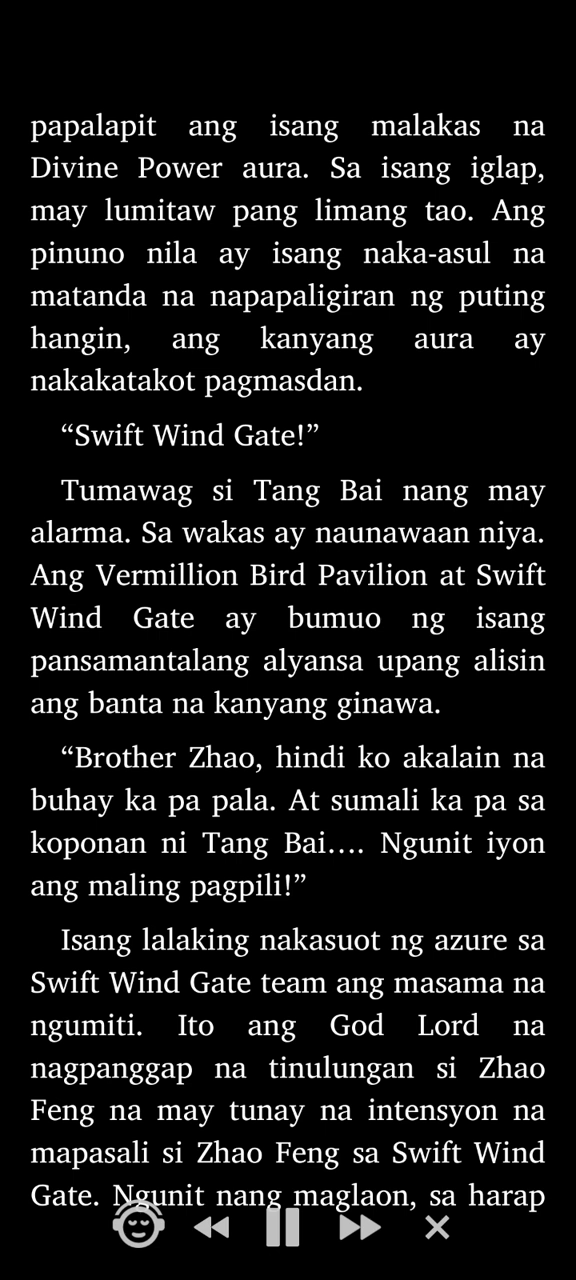 papalapit ang isang malakas na
Divine Power aura. Sa isang iglap,
may lumitaw pang limang tao. Ang
pinuno nila ay isang naka-asul na
matanda na napapaligiran ng puting
hangin, ang kanyang aura ay
nakakatakot pagmasdan.
“Swift Wind Gate!”
Tumawag si Tang Bai nang may
alarma. Sa wakas ay naunawaan niya.
Ang Vermillion Bird Pavilion at Swift
Wind Gate ay bumuo ng isang
pansamantalang alyansa upang alisin
ang banta na kanyang ginawa.
“Brother Zhao, hindi ko akalain na
buhay ka pa pala. At sumali ka pa sa
koponan ni Tang Bai…. Ngunit iyon
ang maling pagpili!”
Isang lalaking nakasuot ng azure sa
Swift Wind Gate team ang masama na
ngumiti. Ito ang God Lord na
nagpanggap na tinulungan si Zhao
Feng na may tunay na intensyon na
mapasali si Zhao Feng sa Swift Wind
Gate. Ngunit nang maglaon, sa harap